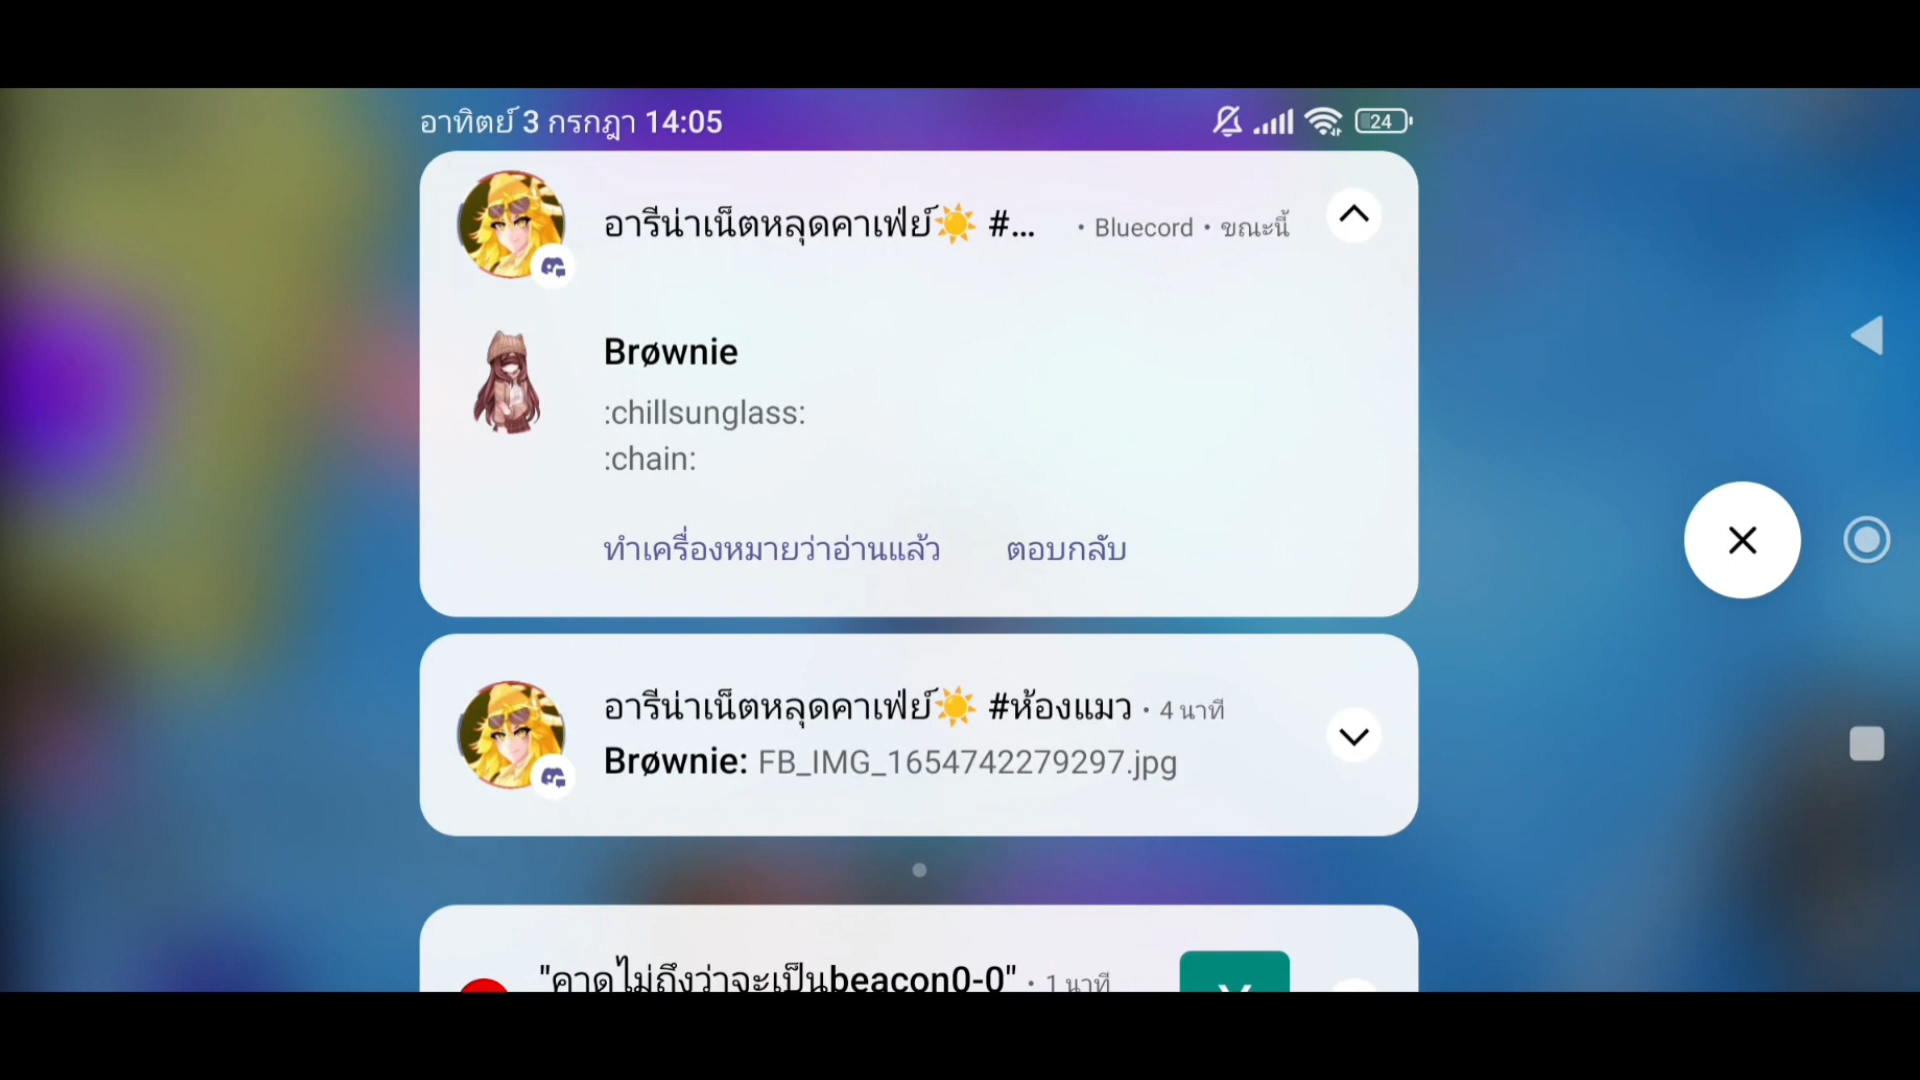 อาทิตย์ 3 กรกฎา 14:05
24
อารีน่าเน็ตหลุดคาเฟ่ย์☀️ #... • Bluecord • ขณะนี้
Brøwnie
:chillsunglass:
:chain:
ทำเครื่องหมายว่าอ่านแล้ว ตอบกลับ
อารีน่าเน็ตหลุดคาเฟ่ย์☀️ #ห้องแมว • 4 นาที
Brøwnie: FB_IMG_1654742279297.jpg
"คาดไม่ถึงว่าจะเป็นbeacon0-0" • 1 นาที